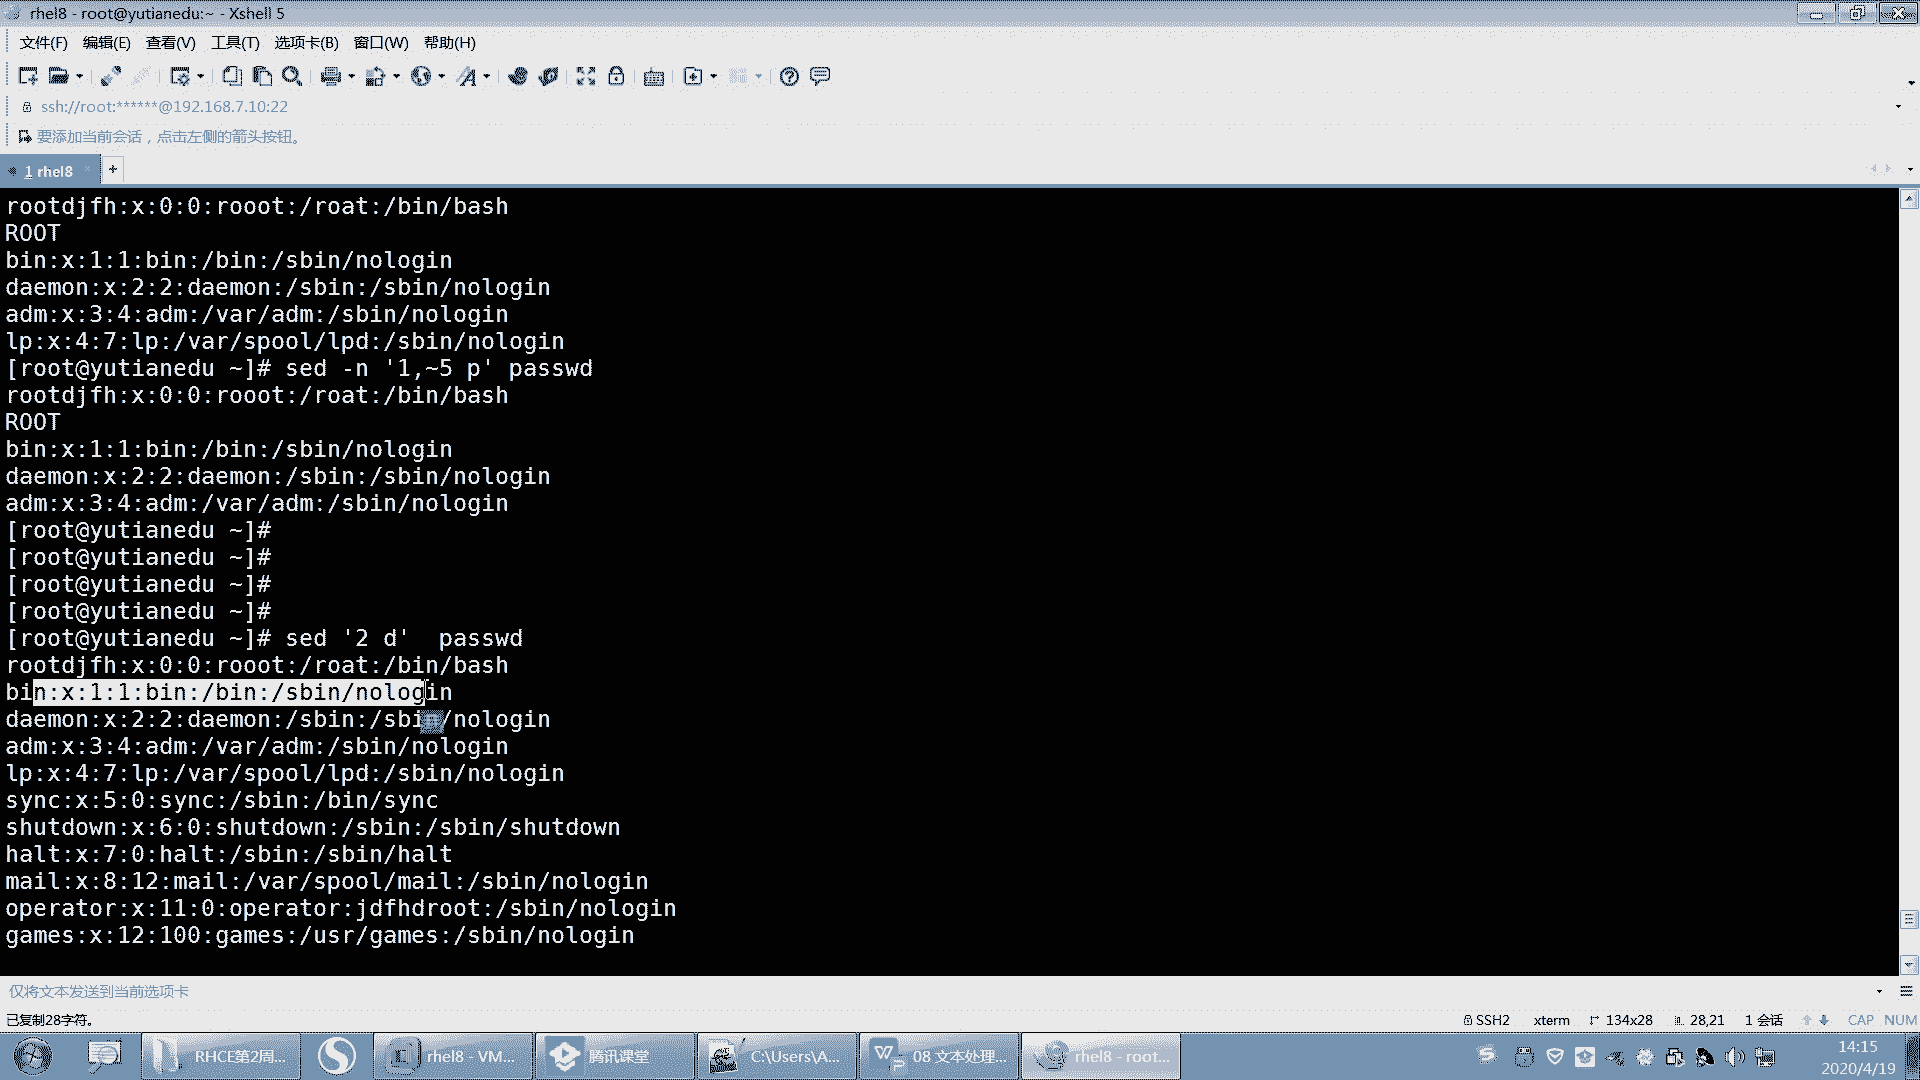 rhel8 - root@yutianedu:~ - Xshell 5
文件(F) 编辑(E) 查看(V) 工具(T) 选项卡(B) 窗口(W) 帮助(H)
ssh://root:******@192.168.7.10:22
要添加当前会话，点击左侧的箭头按钮。
1 rhel8 × +
rootdjfh:x:0:0:rooot:/roat:/bin/bash
ROOT
bin:x:1:1:bin:/bin:/sbin/nologin
daemon:x:2:2:daemon:/sbin:/sbin/nologin
adm:x:3:4:adm:/var/adm:/sbin/nologin
lp:x:4:7:lp:/var/spool/lpd:/sbin/nologin
[root@yutianedu ~]# sed -n '1,~5 p' passwd
rootdjfh:x:0:0:rooot:/roat:/bin/bash
ROOT
bin:x:1:1:bin:/bin:/sbin/nologin
daemon:x:2:2:daemon:/sbin:/sbin/nologin
adm:x:3:4:adm:/var/adm:/sbin/nologin
[root@yutianedu ~]#
[root@yutianedu ~]#
[root@yutianedu ~]#
[root@yutianedu ~]#
[root@yutianedu ~]# sed '2 d'  passwd
rootdjfh:x:0:0:rooot:/roat:/bin/bash
bin:x:1:1:bin:/bin:/sbin/nologin
daemon:x:2:2:daemon:/sbin:/sbin/nologin
adm:x:3:4:adm:/var/adm:/sbin/nologin
lp:x:4:7:lp:/var/spool/lpd:/sbin/nologin
sync:x:5:0:sync:/sbin:/bin/sync
shutdown:x:6:0:shutdown:/sbin:/sbin/shutdown
halt:x:7:0:halt:/sbin:/sbin/halt
mail:x:8:12:mail:/var/spool/mail:/sbin/nologin
operator:x:11:0:operator:jdfhdroot:/sbin/nologin
games:x:12:100:games:/usr/games:/sbin/nologin
仅将文本发送到当前选项卡
已复制28字符。 SSH2 xterm 134x28 28,21 1 会话 CAP NUM
RHCE第2周... rhel8 - VM... 腾讯课堂 C:\Users\A... 08 文本处理... rhel8 - root... 14:15
2020/4/19